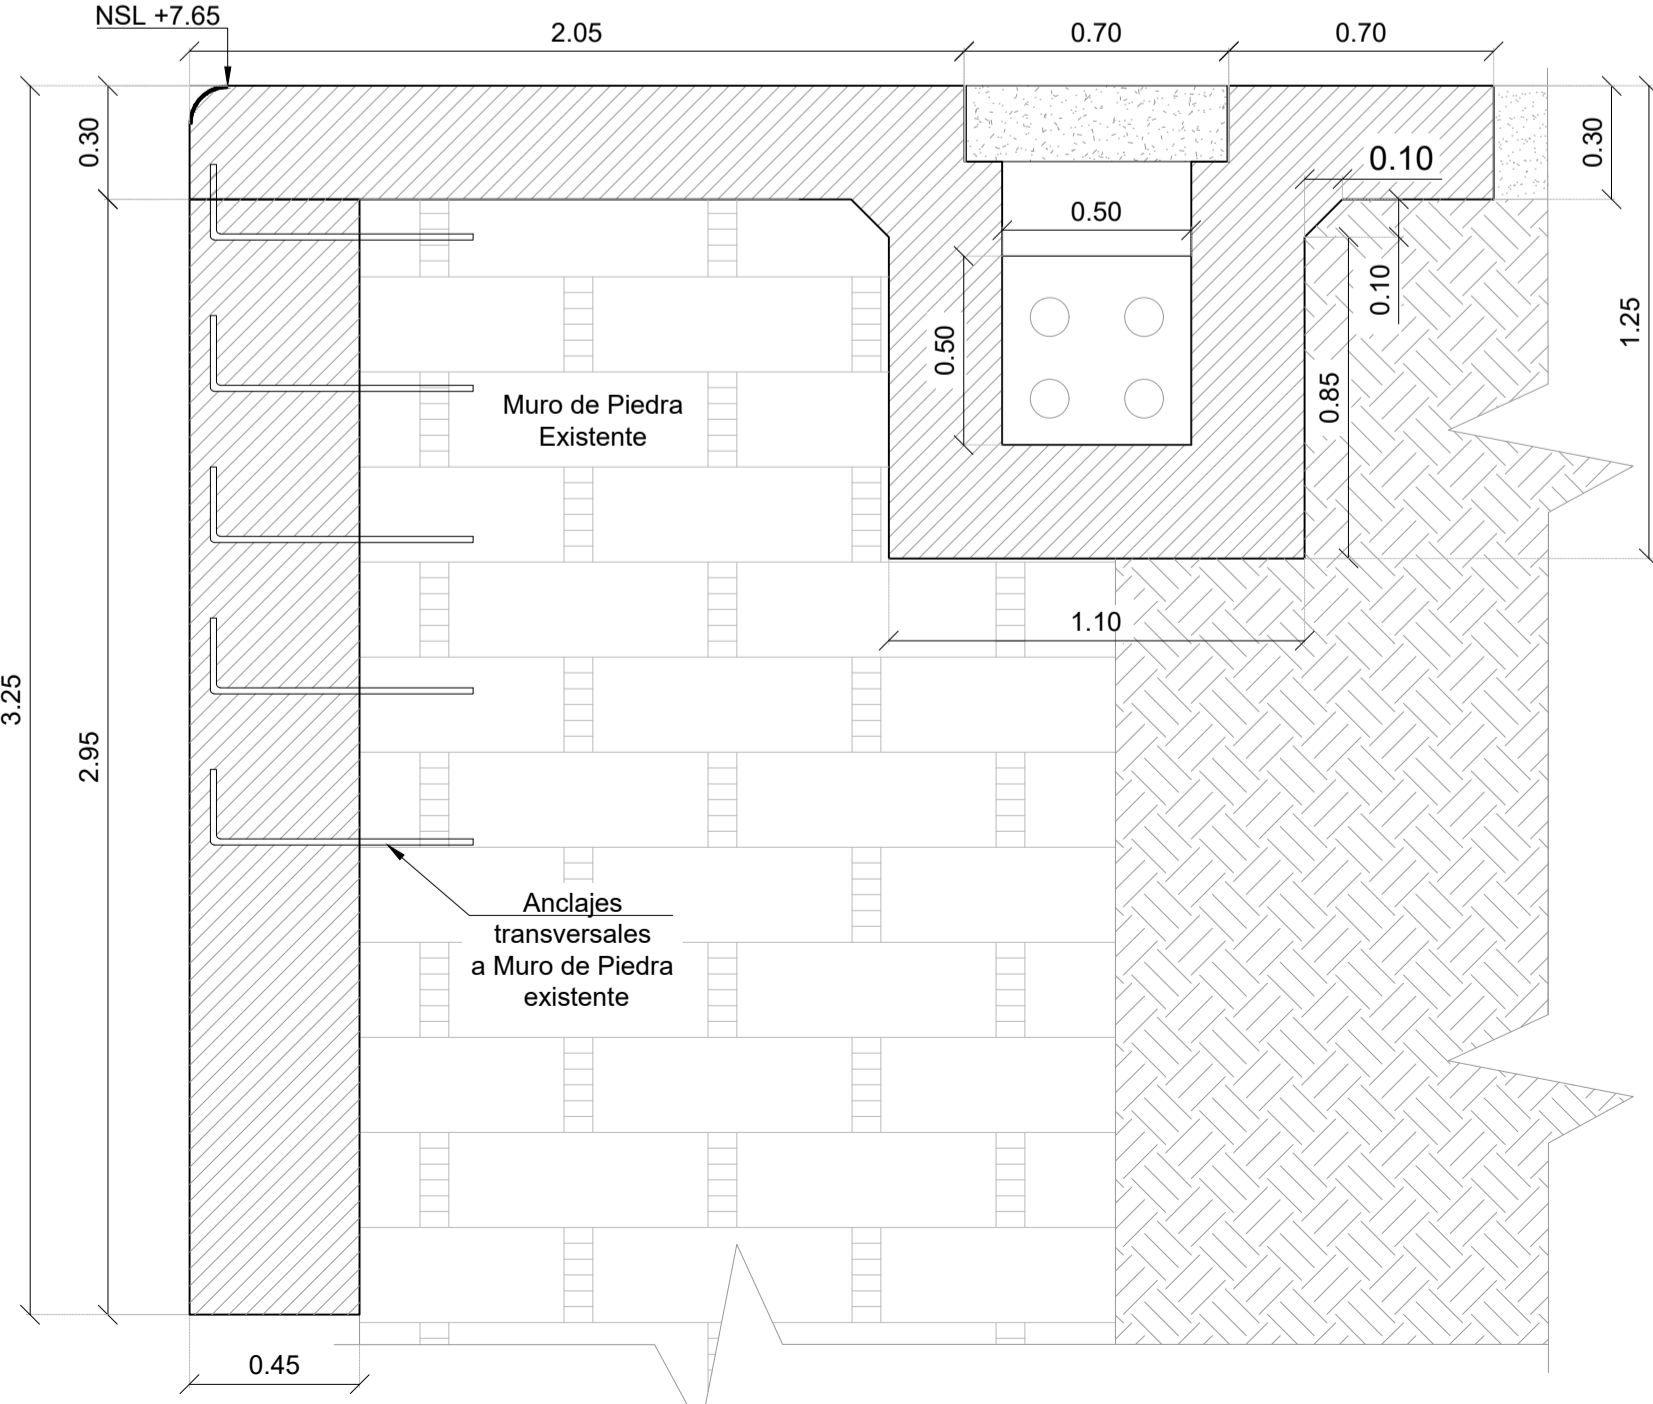 NSL +7.65
2.05
0.70
0.70
0.30
0.30
0.10
0.50
0.10
1.25
0.50
0.85
Muro de Piedra
Existente
1.10
3.25
2.95
Anclajes
transversales
a Muro de Piedra
existente
0.45